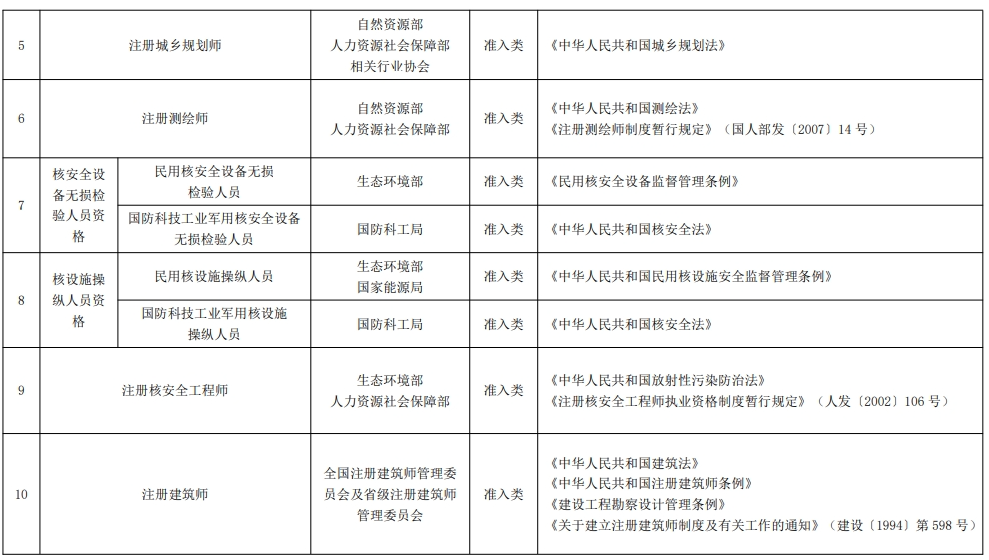 5
注册城乡规划师
自然资源部
人力资源社会保障部
相关行业协会
准入类
《中华人民共和国城乡规划法》
6
注册测绘师
自然资源部
人力资源社会保障部
准入类
《中华人民共和国测绘法》
《注册测绘师制度暂行规定》（国人部发〔2007〕14 号）
7
核安全设
备无损检
验人员资
格
民用核安全设备无损
检验人员
生态环境部
准入类
《民用核安全设备监督管理条例》
国防科技工业军用核安全设备
无损检验人员
国防科工局
准入类
《中华人民共和国核安全法》
8
核设施操
纵人员资
格
民用核设施操纵人员
生态环境部
国家能源局
准入类
《中华人民共和国民用核设施安全监督管理条例》
国防科技工业军用核设施
操纵人员
国防科工局
准入类
《中华人民共和国核安全法》
9
注册核安全工程师
生态环境部
人力资源社会保障部
准入类
《中华人民共和国放射性污染防治法》
《注册核安全工程师执业资格制度暂行规定》（人发〔2002〕106 号）
10
注册建筑师
全国注册建筑师管理委
员会及省级注册建筑师
管理委员会
准入类
《中华人民共和国建筑法》
《中华人民共和国注册建筑师条例》
《建设工程勘察设计管理条例》
《关于建立注册建筑师制度及有关工作的通知》（建设〔1994〕第 598 号）